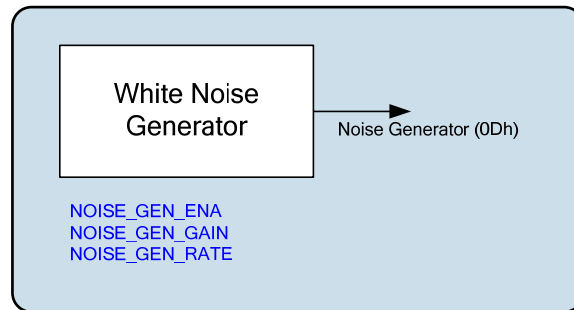 White Noise
Generator
Noise Generator (0Dh)
NOISE_GEN_ENA
NOISE_GEN_GAIN
NOISE_GEN_RATE